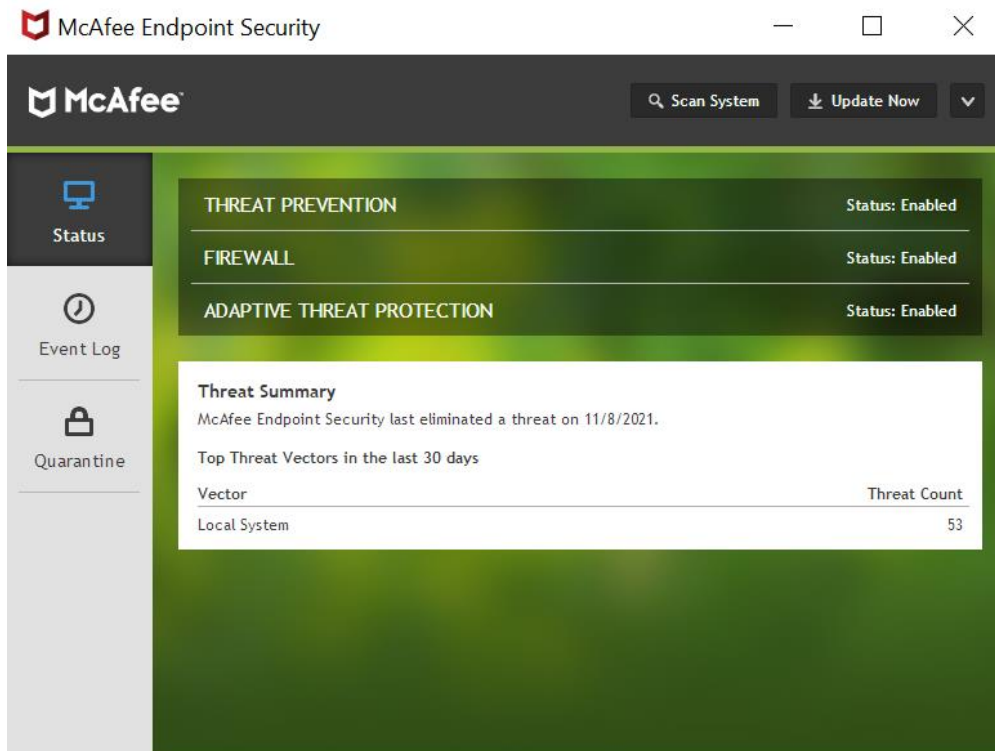 McAfee Endpoint Security
McAfee™
Scan System
Update Now
Status
Event Log
Quarantine
THREAT PREVENTION Status: Enabled
FIREWALL Status: Enabled
ADAPTIVE THREAT PROTECTION Status: Enabled
Threat Summary
McAfee Endpoint Security last eliminated a threat on 11/8/2021.
Top Threat Vectors in the last 30 days
Vector Threat Count
Local System 53